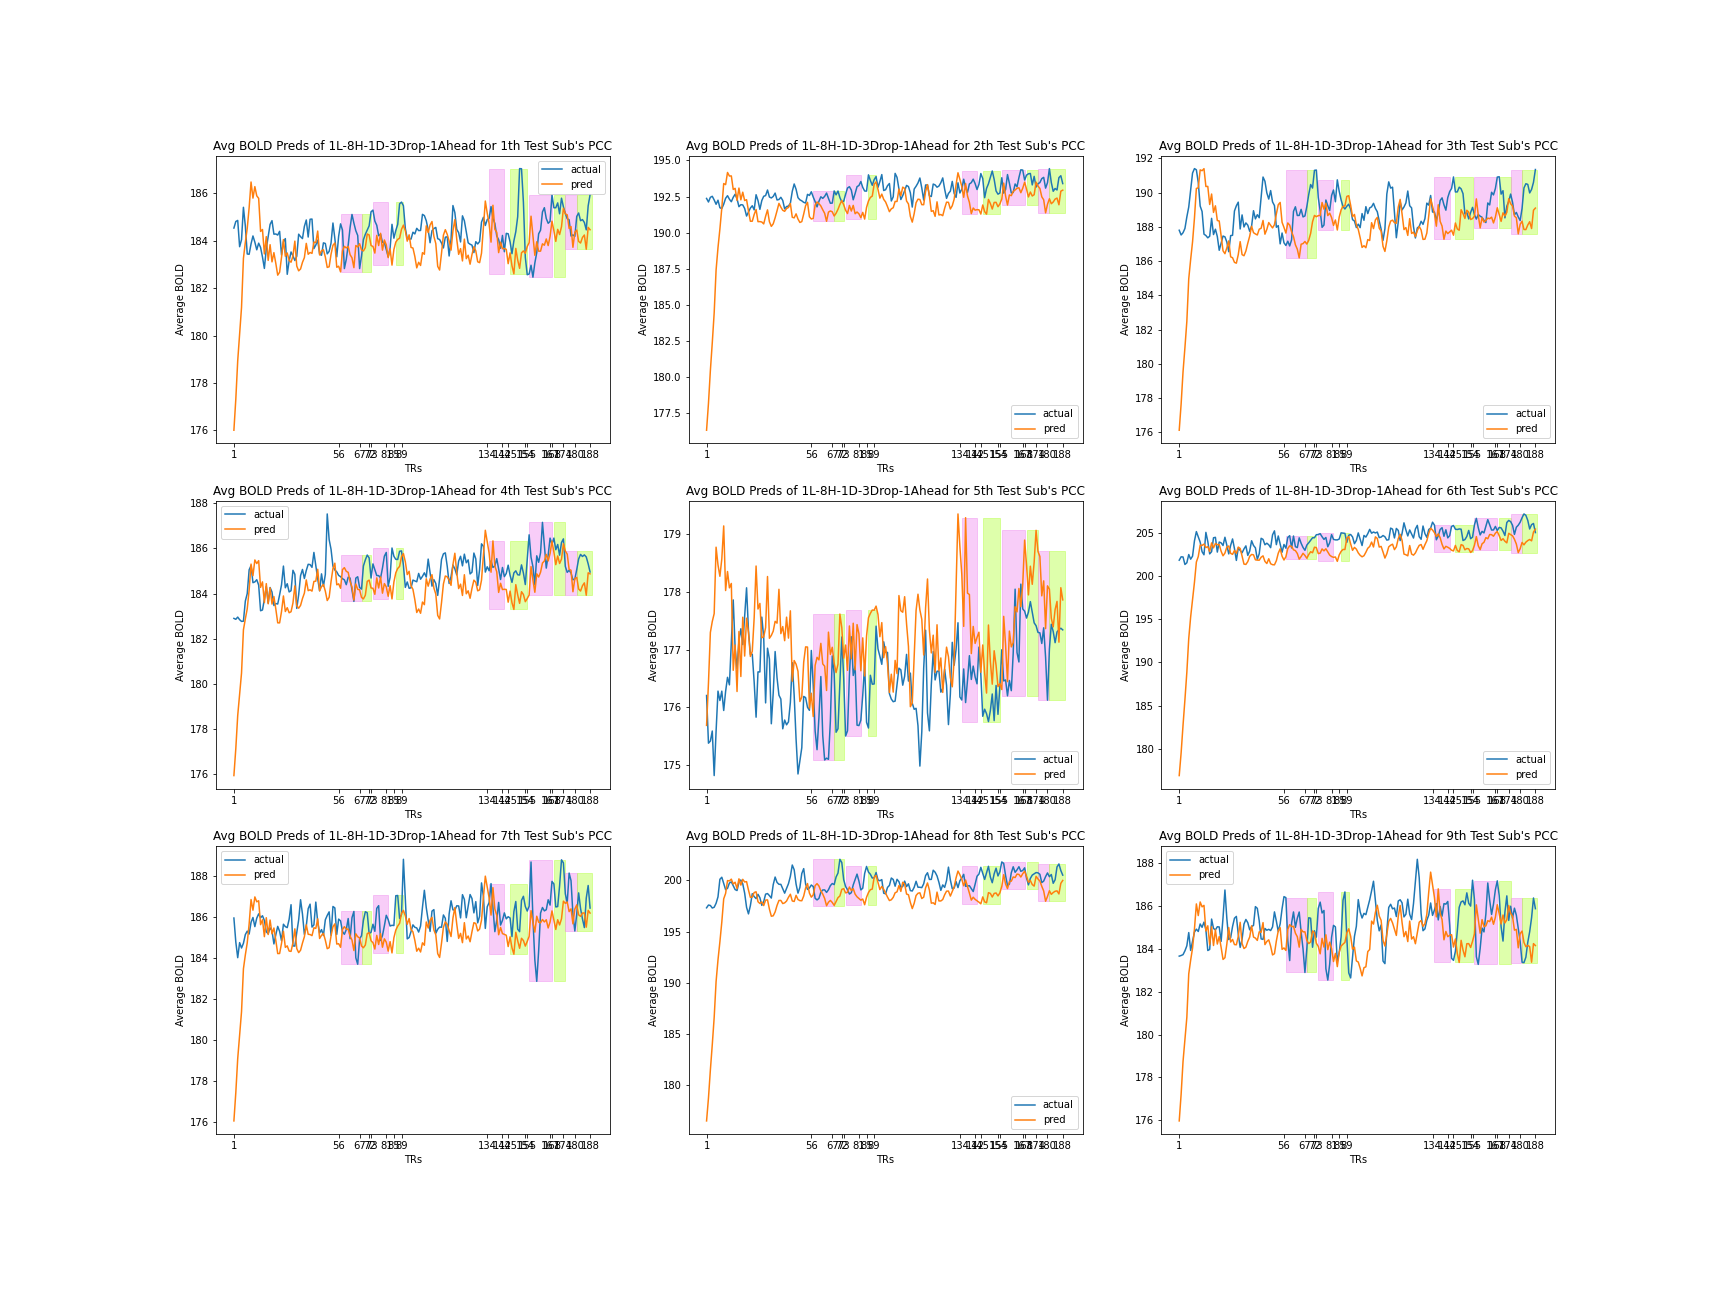 Avg BOLD Preds of 1L-8H-1D-3Drop-1Ahead for 1th Test Sub's PCC
actual
pred
186
184
182
180
178
176
Average BOLD
1
56
188
TRs
Avg BOLD Preds of 1L-8H-1D-3Drop-1Ahead for 2th Test Sub's PCC
195.0
192.5
190.0
187.5
185.0
182.5
180.0
177.5
Average BOLD
actual
pred
1
56
188
TRs
Avg BOLD Preds of 1L-8H-1D-3Drop-1Ahead for 3th Test Sub's PCC
192
190
188
186
184
182
180
178
176
Average BOLD
actual
pred
1
56
188
TRs
Avg BOLD Preds of 1L-8H-1D-3Drop-1Ahead for 4th Test Sub's PCC
actual
pred
188
186
184
182
180
178
176
Average BOLD
1
56
188
TRs
Avg BOLD Preds of 1L-8H-1D-3Drop-1Ahead for 5th Test Sub's PCC
179
178
177
176
175
Average BOLD
actual
pred
1
56
188
TRs
Avg BOLD Preds of 1L-8H-1D-3Drop-1Ahead for 6th Test Sub's PCC
205
200
195
190
185
180
Average BOLD
actual
pred
1
56
188
TRs
Avg BOLD Preds of 1L-8H-1D-3Drop-1Ahead for 7th Test Sub's PCC
actual
pred
188
186
184
182
180
178
176
Average BOLD
1
56
188
TRs
Avg BOLD Preds of 1L-8H-1D-3Drop-1Ahead for 8th Test Sub's PCC
200
195
190
185
180
Average BOLD
actual
pred
1
56
188
TRs
Avg BOLD Preds of 1L-8H-1D-3Drop-1Ahead for 9th Test Sub's PCC
actual
pred
188
186
184
182
180
178
176
Average BOLD
1
56
188
TRs